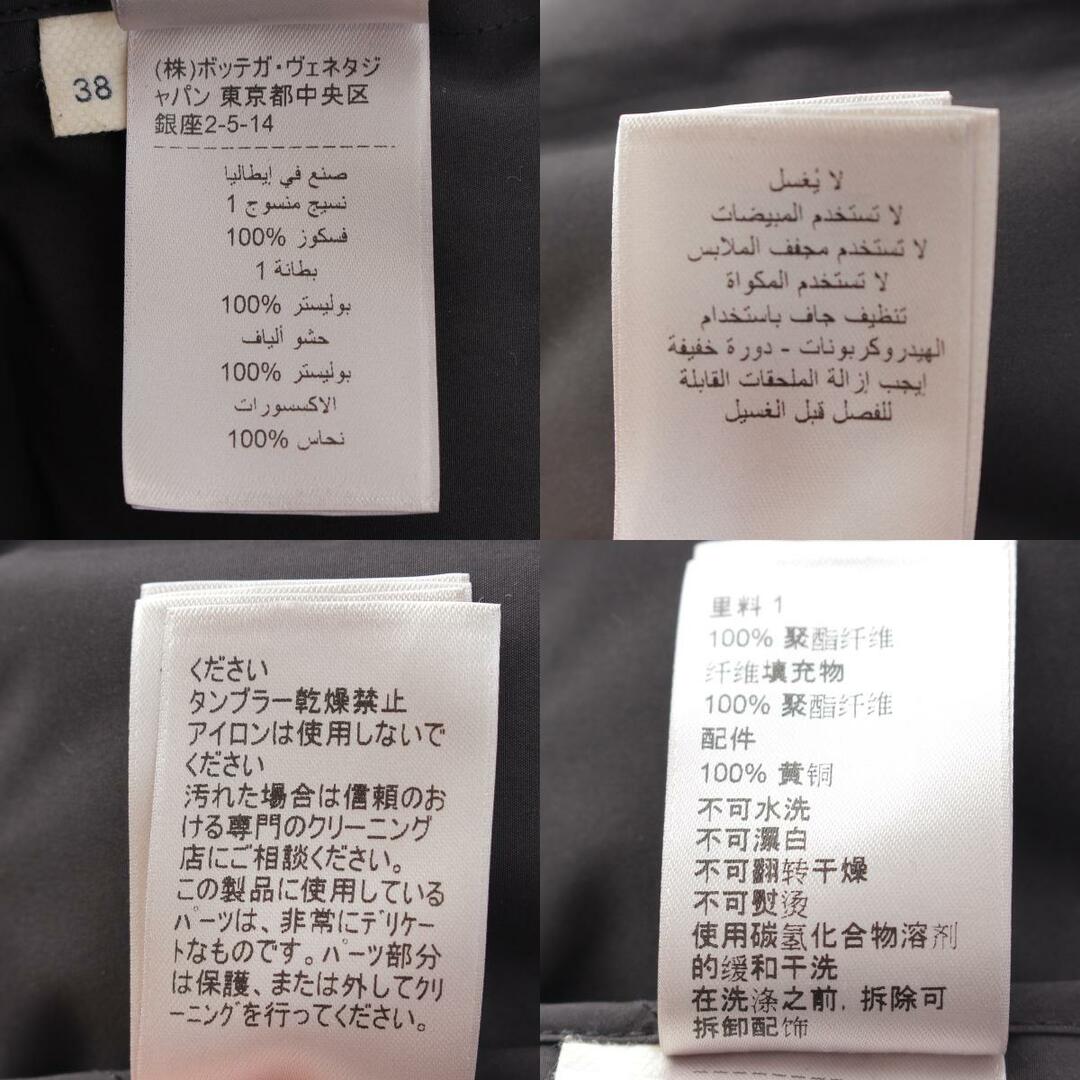 38
(株)ボッテガ・ヴェネタジ
ャパン 東京都中央区
銀座2-5-14
صنع في إيطاليا
نسيج منسوج 1
فسكوز 100%
بطانة 1
بوليستر 100%
حشو ألياف
بوليستر 100%
الاكسسورات
نحاس 100%
لا يُغسل
لا تستخدم المبيضات
لا تستخدم مجفف الملابس
لا تستخدم المكواة
تنظيف جاف باستخدام
الهيدروكربونات - دورة خفيفة
إيجب إزالة الملحقات القابلة
للفصل قبل الغسيل
ください
タンブラー乾燥禁止
アイロンは使用しないで
ください
汚れた場合は信頼のお
ける専門のクリーニング
店にご相談ください。
この製品に使用している
パーツは、非常にデリケー
トなものです。パーツ部分
は保護、または外してクリ
ーニングを行ってください。
里料 1
100% 聚酯纤维
纤维填充物
100% 聚酯纤维
配件
100% 黄铜
不可水洗
不可漂白
不可翻转干燥
不可熨烫
使用碳氢化合物溶剂
的缓和干洗
在洗涤之前, 拆除可
拆卸配饰